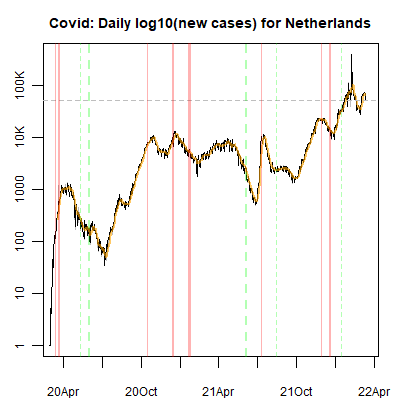 Covid: Daily log10(new cases) for Netherlands
100K
10K
1000
100
10
1
20Apr 20Oct 21Apr 21Oct 22Apr